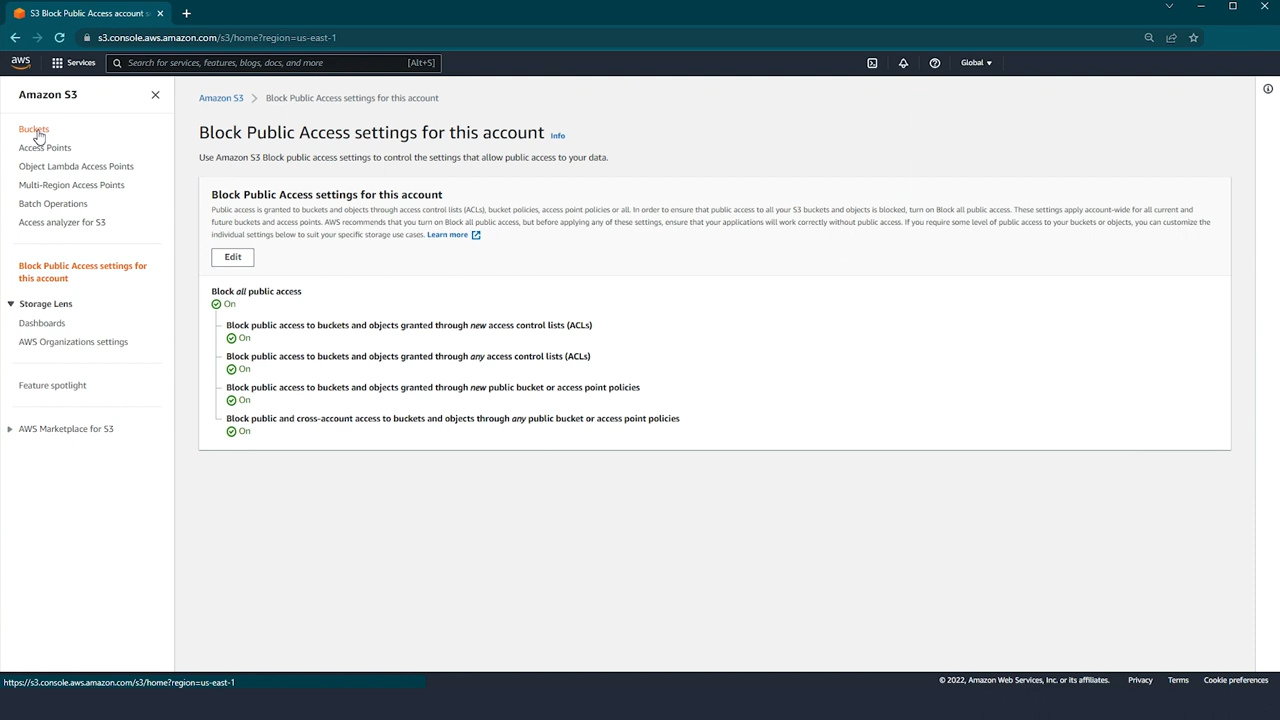 S3 Block Public Access account s
s3.console.aws.amazon.com/s3/home?region=us-east-1
aws
Services
Search for services, features, blogs, docs, and more
[Alt+S]
Global
Amazon S3
Buckets
Access Points
Object Lambda Access Points
Multi-Region Access Points
Batch Operations
Access analyzer for S3
Block Public Access settings for
this account
Storage Lens
Dashboards
AWS Organizations settings
Feature spotlight
AWS Marketplace for S3
Amazon S3
Block Public Access settings for this account
Block Public Access settings for this account Info
Use Amazon S3 Block public access settings to control the settings that allow public access to your data.
Block Public Access settings for this account
Public access is granted to buckets and objects through access control lists (ACLs), bucket policies, access point policies or all. In order to ensure that public access to all your S3 buckets and objects is blocked, turn on Block all public access. These settings apply account-wide for all current and
future buckets and access points. AWS recommends that you turn on Block all public access, but before applying any of these settings, ensure that your applications will work correctly without public access. If you require some level of public access to your buckets or objects, you can customize the
individual settings below to suit your specific storage use cases. Learn more
Edit
Block all public access
On
Block public access to buckets and objects granted through new access control lists (ACLs)
On
Block public access to buckets and objects granted through any access control lists (ACLs)
On
Block public access to buckets and objects granted through new public bucket or access point policies
On
Block public and cross-account access to buckets and objects through any public bucket or access point policies
On
https://s3.console.aws.amazon.com/s3/home?region=us-east-1
© 2022, Amazon Web Services, Inc. or its affiliates.
Privacy
Terms
Cookie preferences